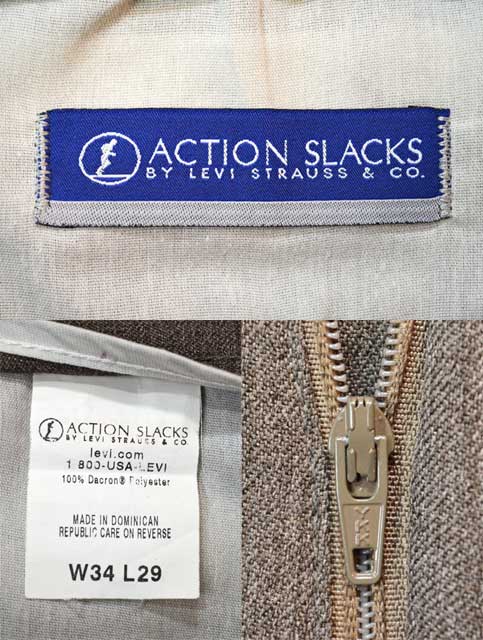 ACTION SLACKS
BY LEVI STRAUSS & CO.
ACTION SLACKS
BY LEVI STRAUSS & CO.
levi.com
1 800-USA-LEVI
100% Dacron® Polyester
MADE IN DOMINICAN
REPUBLIC CARE ON REVERSE
W34 L29
YKK